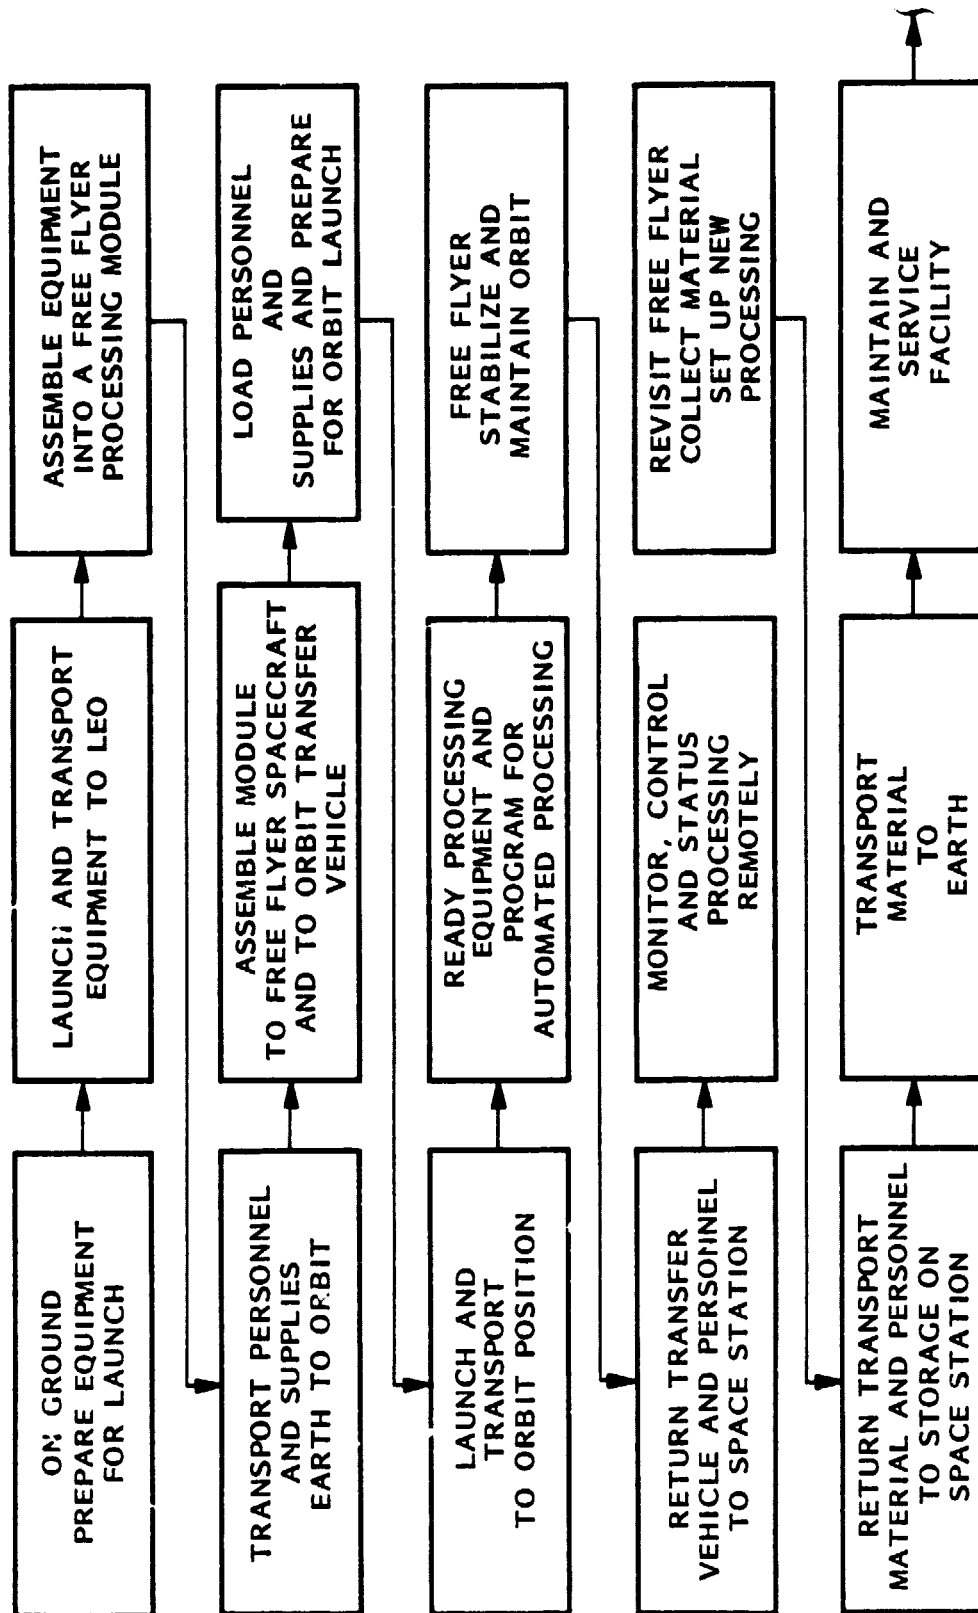 ON GROUND
PREPARE EQUIPMENT
FOR LAUNCH
LAUNCH AND TRANSPORT
EQUIPMENT TO LEO
ASSEMBLE EQUIPMENT
INTO A FREE FLYER
PROCESSING MODULE
TRANSPORT PERSONNEL
AND SUPPLIES
EARTH TO ORBIT
ASSEMBLE MODULE
TO FREE FLYER SPACECRAFT
AND TO ORBIT TRANSFER
VEHICLE
LOAD PERSONNEL
AND
SUPPLIES AND PREPARE
FOR ORBIT LAUNCH
LAUNCH AND
TRANSPORT
TO ORBIT POSITION
READY PROCESSING
EQUIPMENT AND
PROGRAM FOR
AUTOMATED PROCESSING
FREE FLYER
STABILIZE AND
MAINTAIN ORBIT
RETURN TRANSFER
VEHICLE AND PERSONNEL
TO SPACE STATION
MONITOR, CONTROL
AND STATUS
PROCESSING
REMOTELY
REVISIT FREE FLYER
COLLECT MATERIAL
SET UP NEW
PROCESSING
RETURN TRANSPORT
MATERIAL AND PERSONNEL
TO STORAGE ON
SPACE STATION
TRANSPORT
MATERIAL
TO
EARTH
MAINTAIN AND
SERVICE
FACILITY